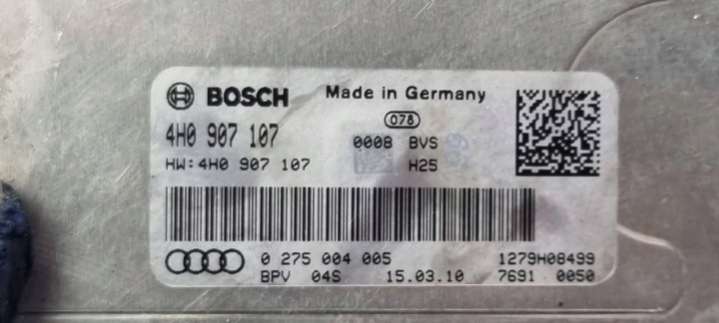 BOSCH
Made in Germany
078
4H0 907 107
0008 BVS
HW:4H0 907 107
H25
0 275 004 005
1279H08499
BPV 04S 15.03.10 7691 0050